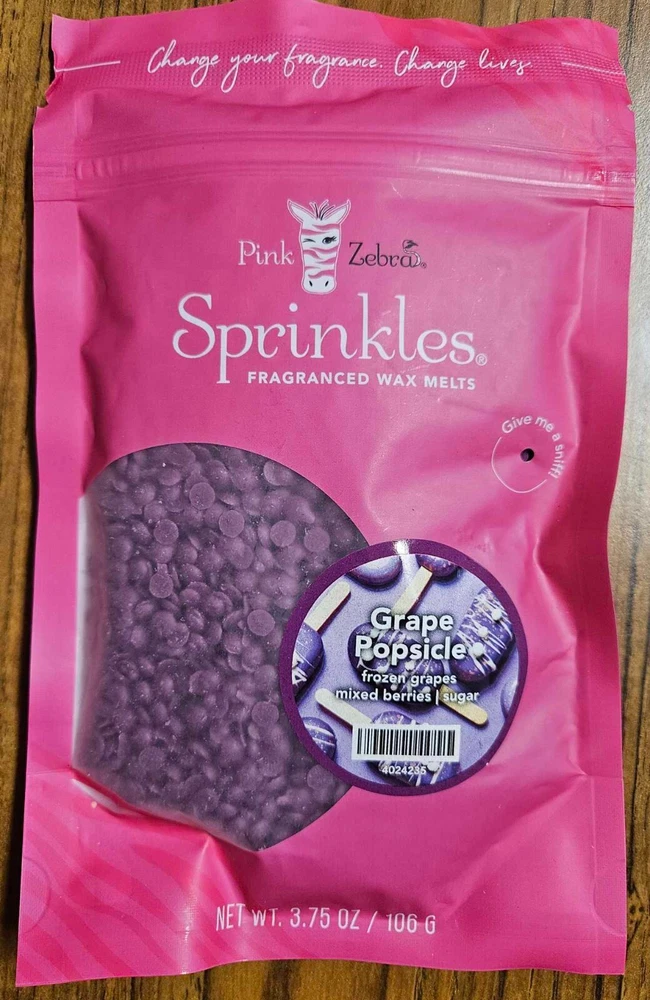 Change your fragrance. Change lives.
Pink Zebra®
Sprinkles®
FRAGRANCED WAX MELTS
Give me a sniff!
Grape
Popsicle
frozen grapes
mixed berries | sugar
4024235
NET WT. 3.75 OZ / 106 G